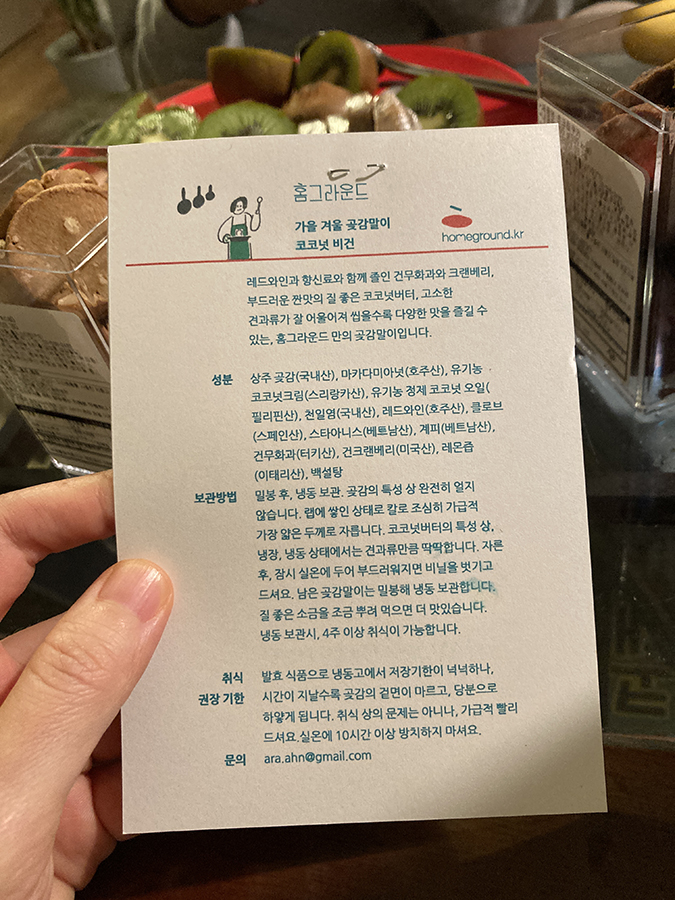 홈그라운드
가을 겨울 곶감말이
코코넛 비건
homeground.kr
레드와인과 향신료와 함께 졸인 건무화과와 크랜베리,
부드러운 짠맛의 질 좋은 코코넛버터, 고소한
견과류가 잘 어울어져 씹을수록 다양한 맛을 즐길 수
있는, 홈그라운드 만의 곶감말이입니다.
성분 상주 곶감(국내산), 마카다미아넛(호주산), 유기농
코코넛크림(스리랑카산), 유기농 정제 코코넛 오일(
필리핀산), 천일염(국내산), 레드와인(호주산), 클로브
(스페인산), 스타아니스(베트남산), 계피(베트남산),
건무화과(터키산), 건크랜베리(미국산), 레몬즙
(이태리산), 백설탕
보관방법 밀봉 후, 냉동 보관. 곶감의 특성 상 완전히 얼지
않습니다. 랩에 쌓인 상태로 칼로 조심히 가급적
가장 얇은 두께로 자릅니다. 코코넛버터의 특성 상,
냉장, 냉동 상태에서는 견과류만큼 딱딱합니다. 자른
후, 잠시 실온에 두어 부드러워지면 비닐을 벗기고
드셔요. 남은 곶감말이는 밀봉해 냉동 보관합니다.
질 좋은 소금을 조금 뿌려 먹으면 더 맛있습니다.
냉동 보관시, 4주 이상 취식이 가능합니다.
취식 발효 식품으로 냉동고에서 저장기한이 넉넉하나,
권장 기한 시간이 지날수록 곶감의 겉면이 마르고, 당분으로
하얗게 됩니다. 취식 상의 문제는 아니나, 가급적 빨리
드셔요.실온에 10시간 이상 방치하지 마셔요.
문의 ara.ahn@gmail.com